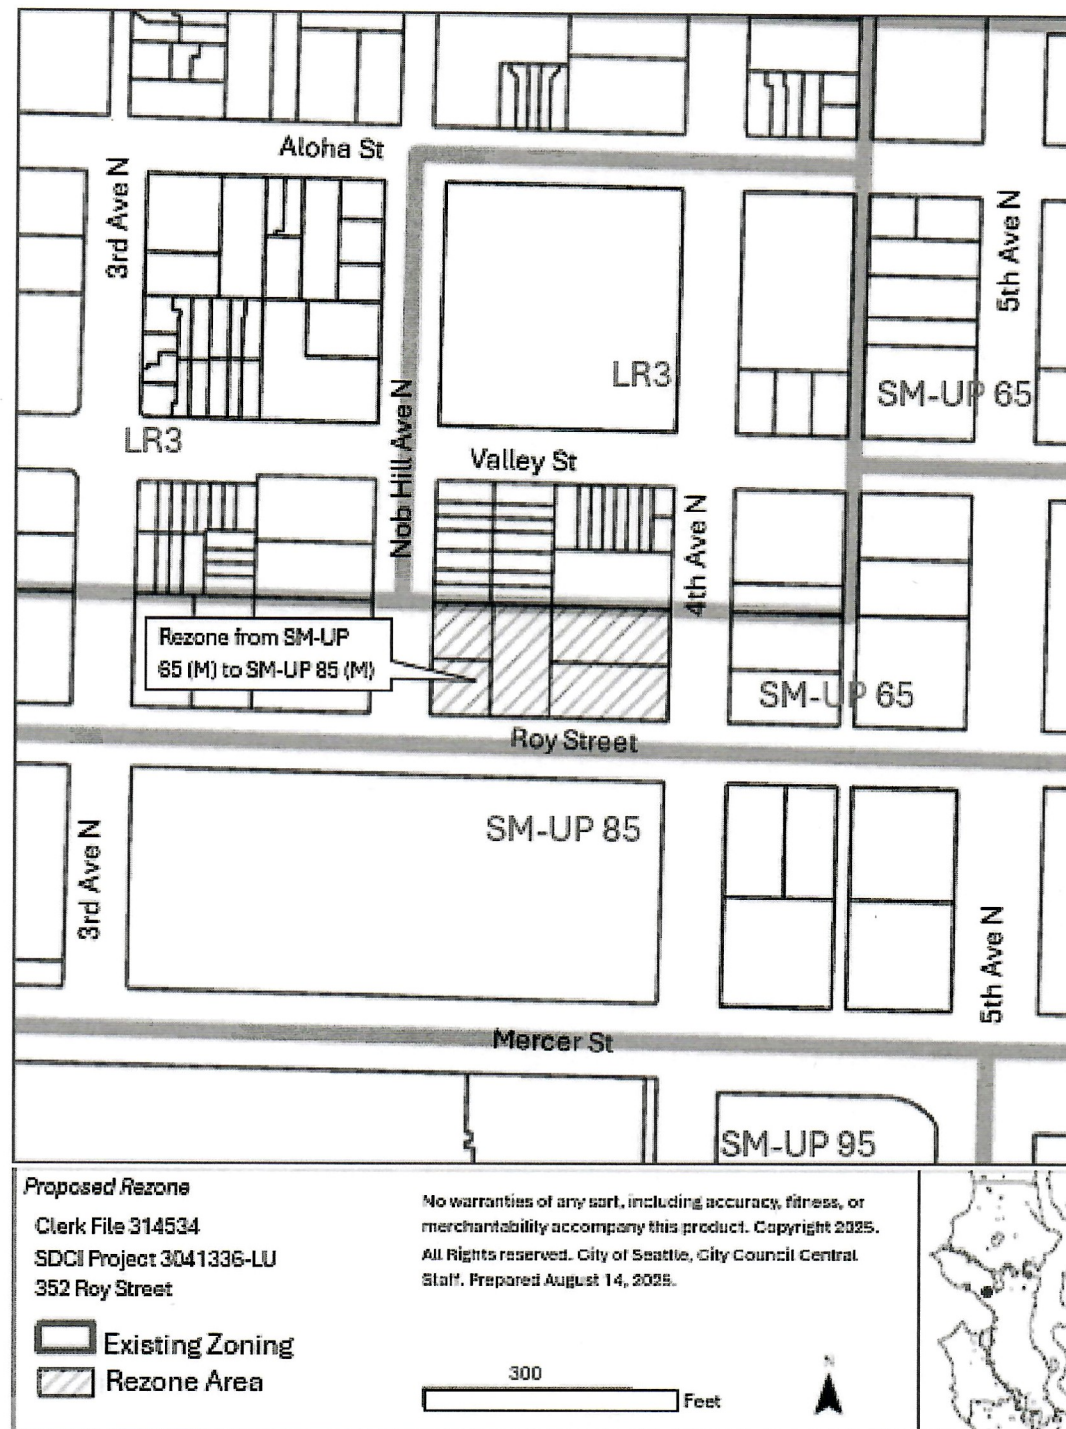 Aloha St
3rd Ave N
5th Ave N
LR3
SM-UP 65
LR3
Nob Hill Ave N
Valley St
4th Ave N
Rezone from SM-UP
65 (M) to SM-UP 85 (M)
SM-UP 65
Roy Street
SM-UP 85
3rd Ave N
5th Ave N
Mercer St
SM-UP 95
Proposed Rezone
Clerk File 314534
SDCI Project 3041336-LU
352 Roy Street
Existing Zoning
Rezone Area
No warranties of any sort, including accuracy, fitness, or
merchantability accompany this product. Copyright 2025.
All Rights reserved. City of Seattle, City Council Central
Staff. Prepared August 14, 2025.
300
Feet
N